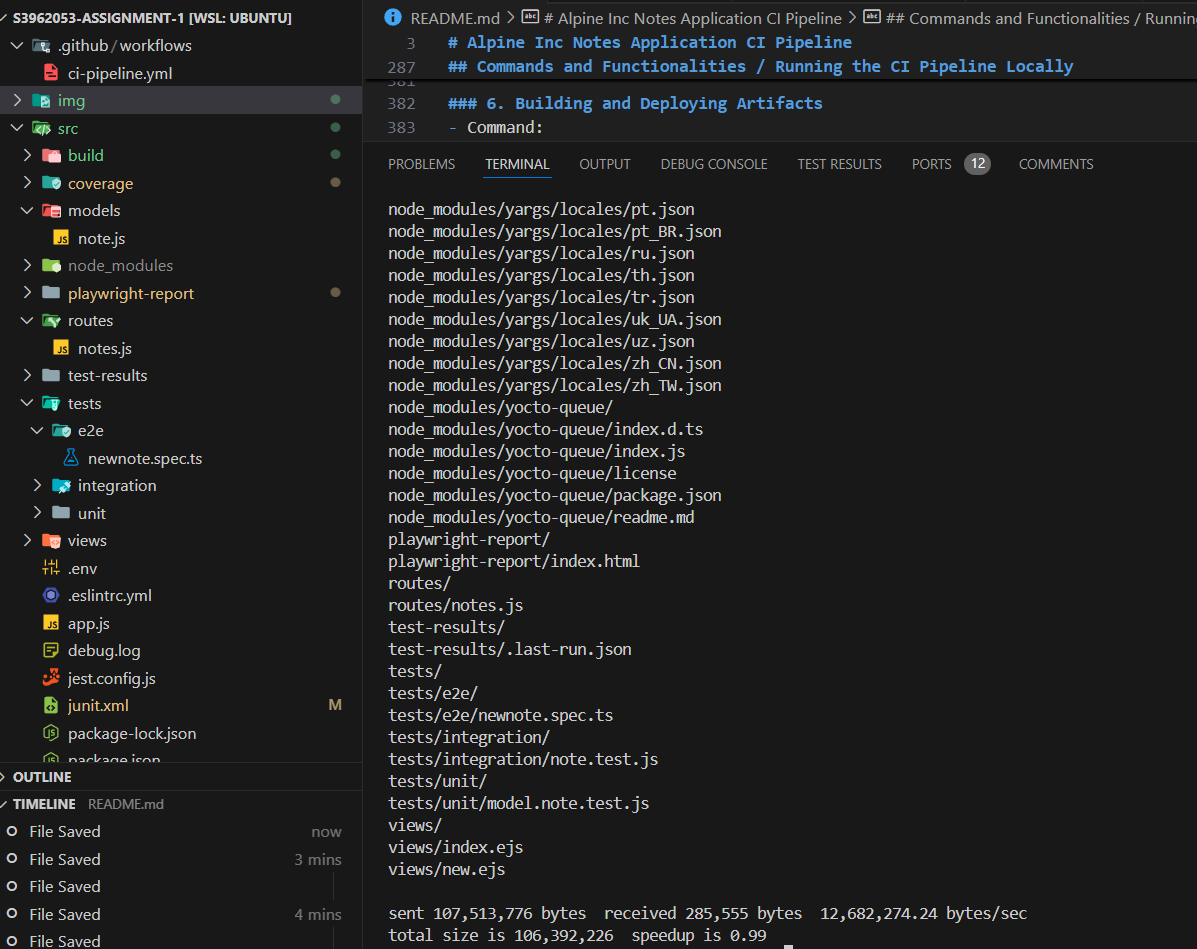 S3962053-ASSIGNMENT-1 [WSL: UBUNTU]
.github/workflows
ci-pipeline.yml
img
src
build
coverage
models
note.js
node_modules
playwright-report
routes
notes.js
test-results
tests
e2e
newnote.spec.ts
integration
unit
views
.env
.eslintrc.yml
app.js
debug.log
jest.config.js
junit.xml M
package-lock.json
package.json
OUTLINE
TIMELINE README.md
File Saved now
File Saved 3 mins
File Saved
File Saved 4 mins
File Saved
README.md > # Alpine Inc Notes Application CI Pipeline > ## Commands and Functionalities / Running
3 # Alpine Inc Notes Application CI Pipeline
287 ## Commands and Functionalities / Running the CI Pipeline Locally
381
382 ### 6. Building and Deploying Artifacts
383 - Command:
PROBLEMS TERMINAL OUTPUT DEBUG CONSOLE TEST RESULTS PORTS 12 COMMENTS
node_modules/yargs/locales/pt.json
node_modules/yargs/locales/pt_BR.json
node_modules/yargs/locales/ru.json
node_modules/yargs/locales/th.json
node_modules/yargs/locales/tr.json
node_modules/yargs/locales/uk_UA.json
node_modules/yargs/locales/uz.json
node_modules/yargs/locales/zh_CN.json
node_modules/yargs/locales/zh_TW.json
node_modules/yocto-queue/
node_modules/yocto-queue/index.d.ts
node_modules/yocto-queue/index.js
node_modules/yocto-queue/license
node_modules/yocto-queue/package.json
node_modules/yocto-queue/readme.md
playwright-report/
playwright-report/index.html
routes/
routes/notes.js
test-results/
test-results/.last-run.json
tests/
tests/e2e/
tests/e2e/newnote.spec.ts
tests/integration/
tests/integration/note.test.js
tests/unit/
tests/unit/model.note.test.js
views/
views/index.ejs
views/new.ejs
sent 107,513,776 bytes  received 285,555 bytes  12,682,274.24 bytes/sec
total size is 106,392,226  speedup is 0.99